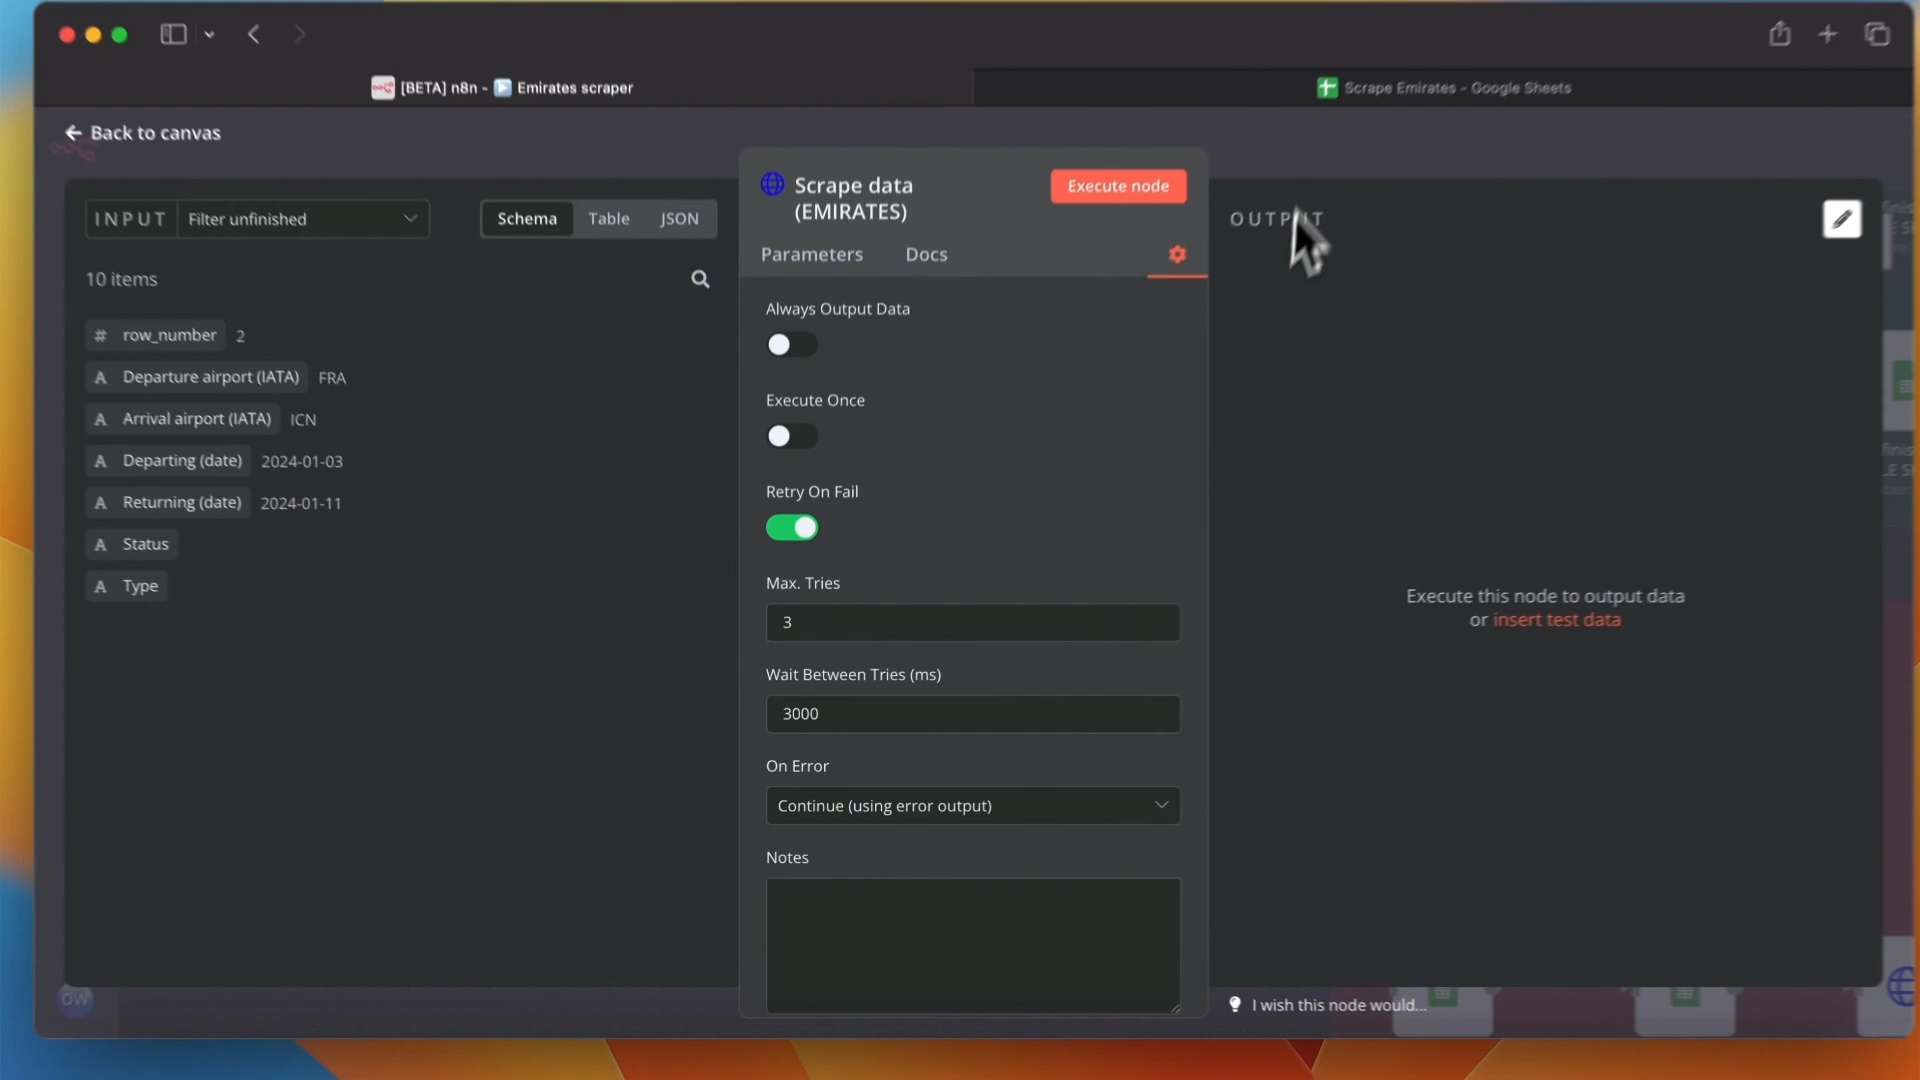 [BETA] n8n - Emirates scraper
Scrape Emirates - Google Sheets
Back to canvas
INPUT
Filter unfinished
Schema
Table
JSON
10 items
# row_number 2
A Departure airport (IATA) FRA
A Arrival airport (IATA) ICN
A Departing (date) 2024-01-03
A Returning (date) 2024-01-11
A Status
A Type
OW
Scrape data
(EMIRATES)
Execute node
Parameters
Docs
Always Output Data
Execute Once
Retry On Fail
Max. Tries
3
Wait Between Tries (ms)
3000
On Error
Continue (using error output)
Notes
OUTPUT
Execute this node to output data
or insert test data
I wish this node would...